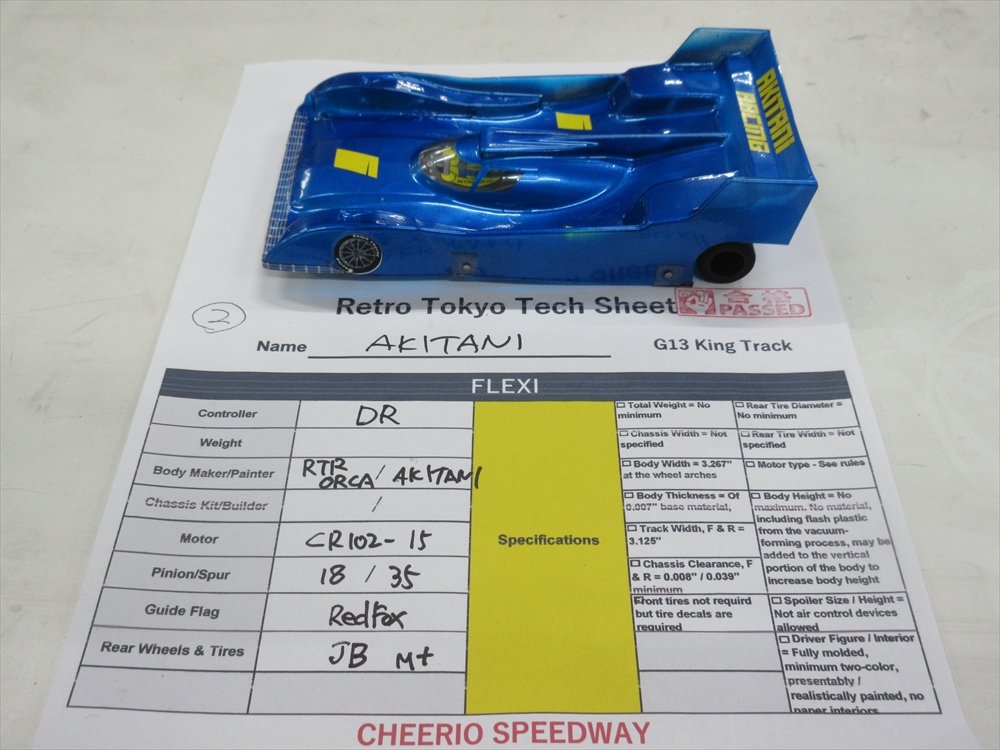 AKITANI
RACING
Retro Tokyo Tech Sheet
合格
PASSED
2
Name AKITANI G13 King Track
FLEXI
Controller DR
Weight
Body Maker/Painter RTR ORCA / AKITANI
Chassis Kit/Builder /
Motor CR102-15
Pinion/Spur 18 / 35
Guide Flag Redfox
Rear Wheels & Tires JB M+
Specifications
Total Weight = No
minimum
Chassis Width = Not
specified
Body Width = 3.267"
at the wheel arches
Body Thickness = Of
0.007" base material,
Track Width, F & R =
3.125"
Chassis Clearance, F
& R = 0.008" / 0.039"
minimum
Front tires not requird
but tire decals are
required
Rear Tire Diameter =
No minimum
Rear Tire Width = Not
specified
Motor type - See rules
Body Height = No
maximum. No material,
including flash plastic
from the vacuum-
forming process, may be
added to the vertical
portion of the body to
increase body height
Spoiler Size / Height =
Not air control devices
allowed
Driver Figure / Interior
= Fully molded,
minimum two-color,
presentably /
realistically painted, no
paper interiors
CHEERIO SPEEDWAY